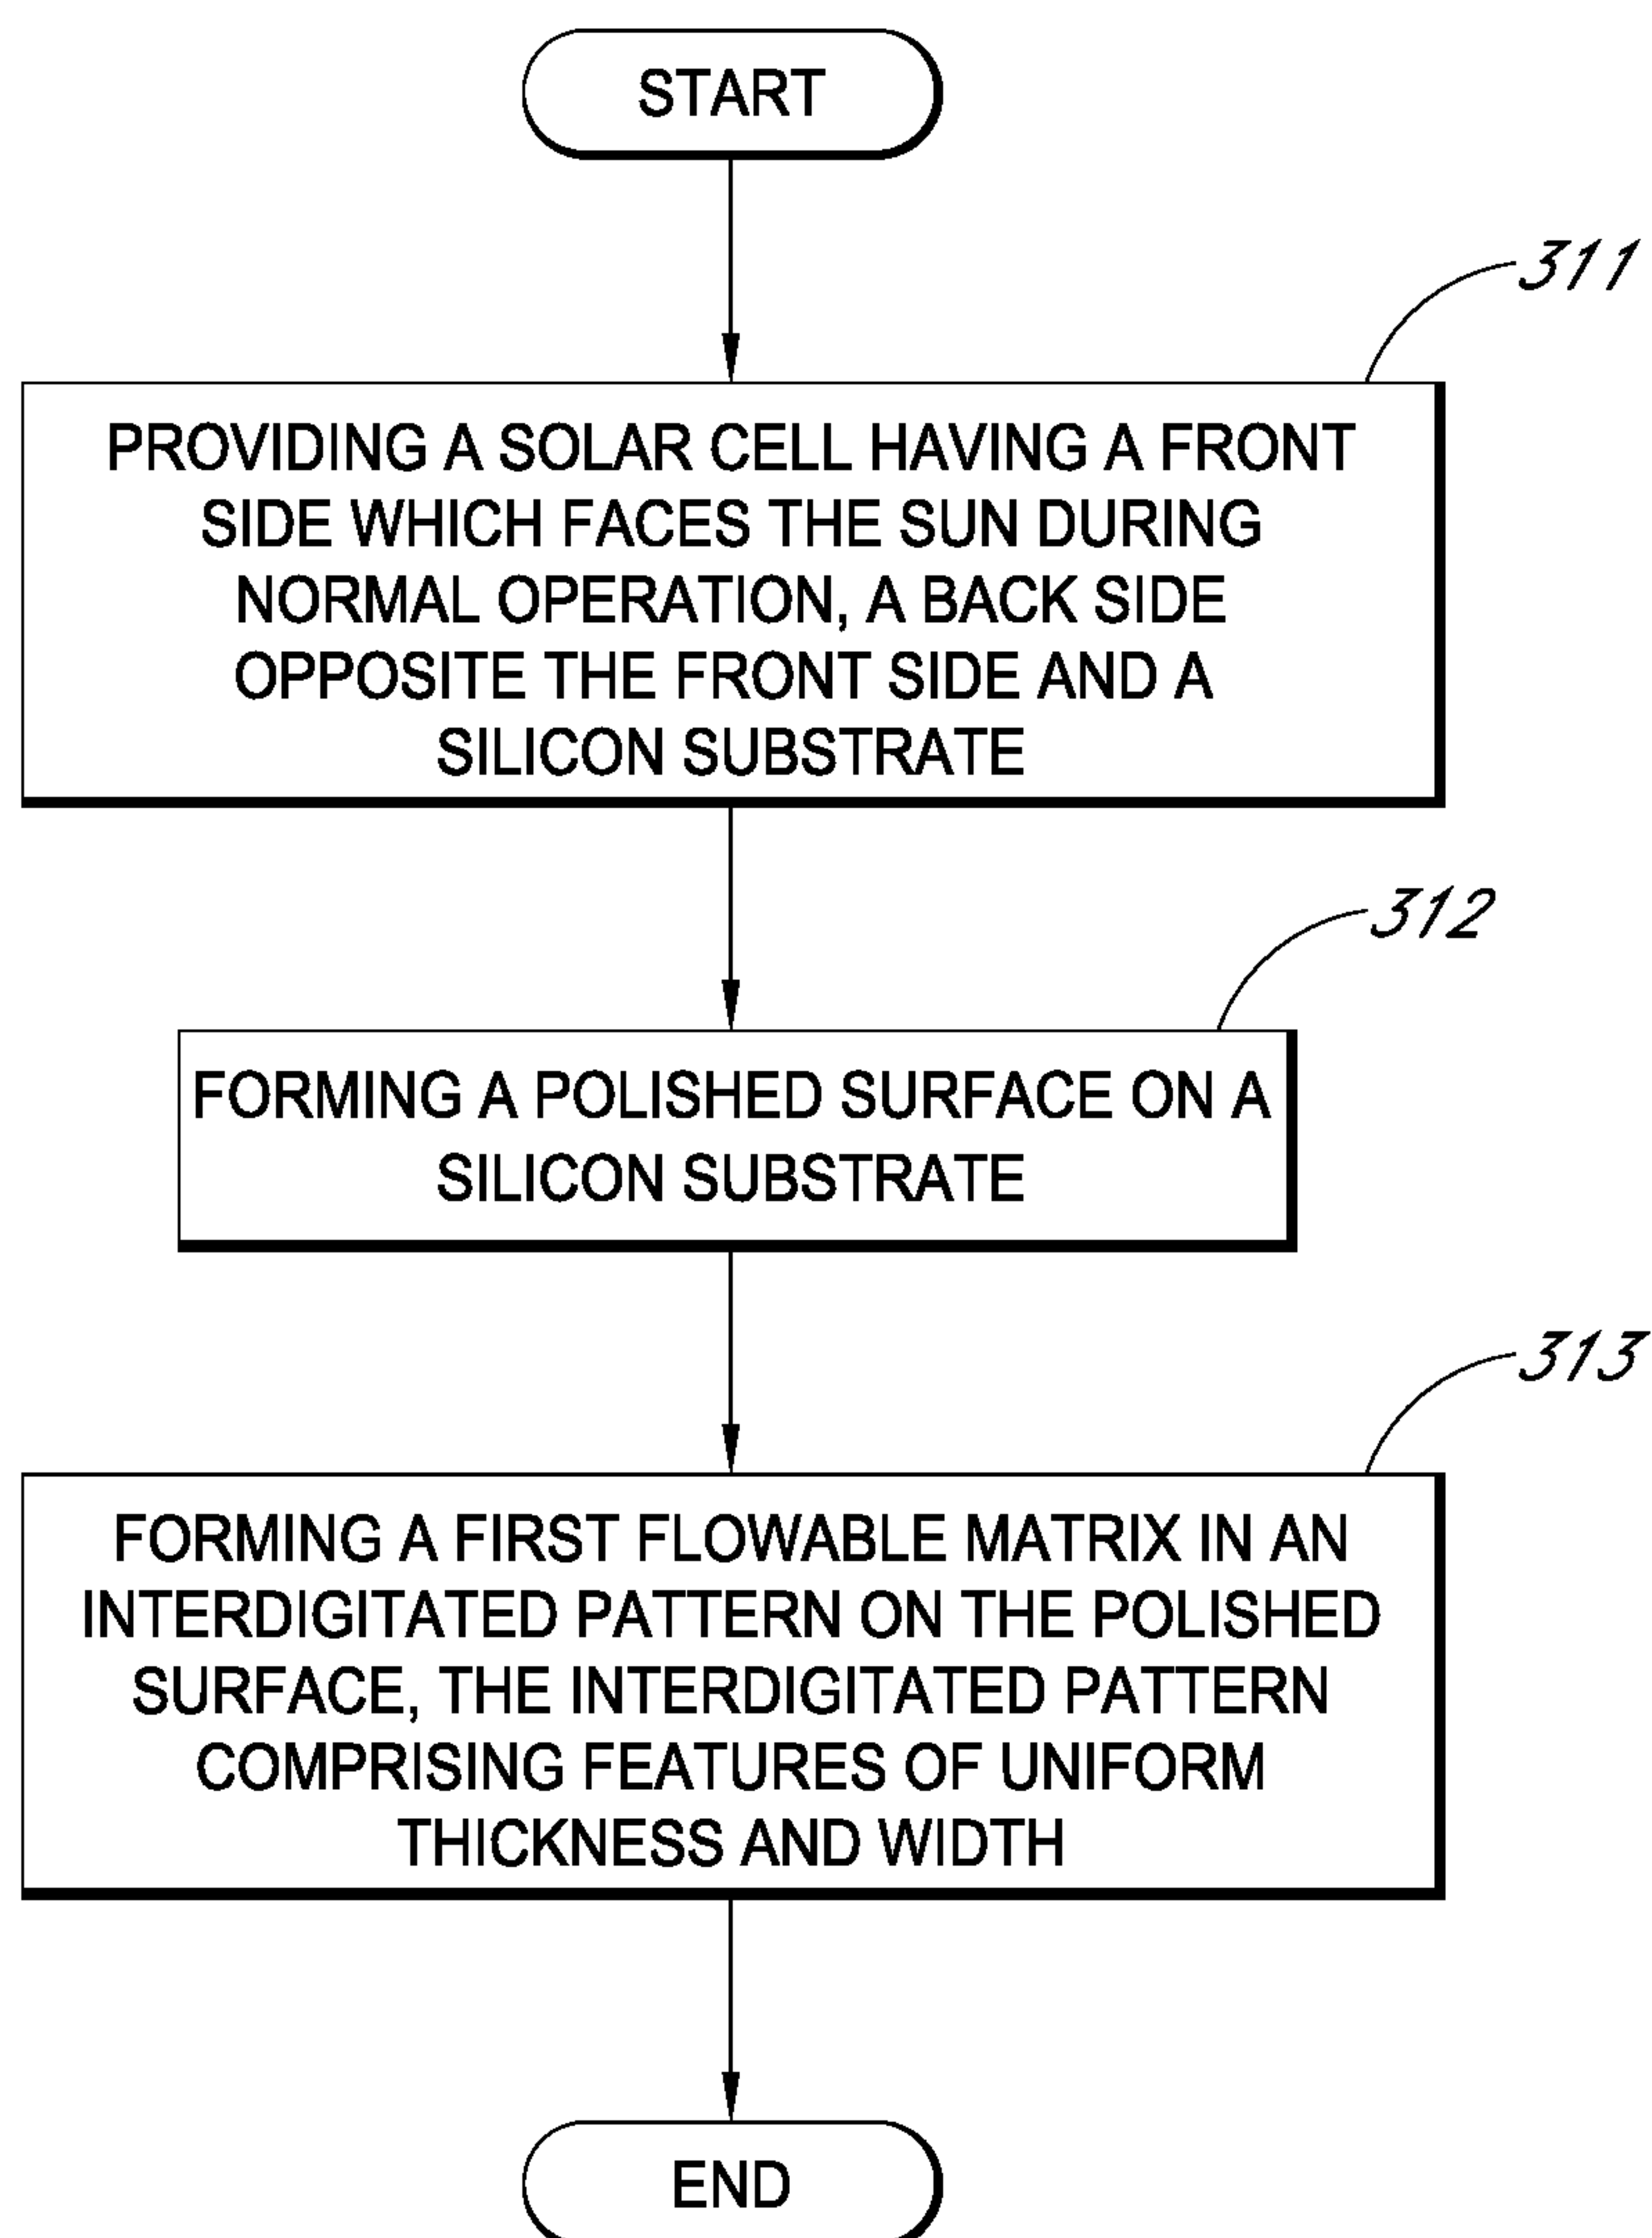 START
311
PROVIDING A SOLAR CELL HAVING A FRONT
SIDE WHICH FACES THE SUN DURING
NORMAL OPERATION, A BACK SIDE
OPPOSITE THE FRONT SIDE AND A
SILICON SUBSTRATE
312
FORMING A POLISHED SURFACE ON A
SILICON SUBSTRATE
313
FORMING A FIRST FLOWABLE MATRIX IN AN
INTERDIGITATED PATTERN ON THE POLISHED
SURFACE, THE INTERDIGITATED PATTERN
COMPRISING FEATURES OF UNIFORM
THICKNESS AND WIDTH
END